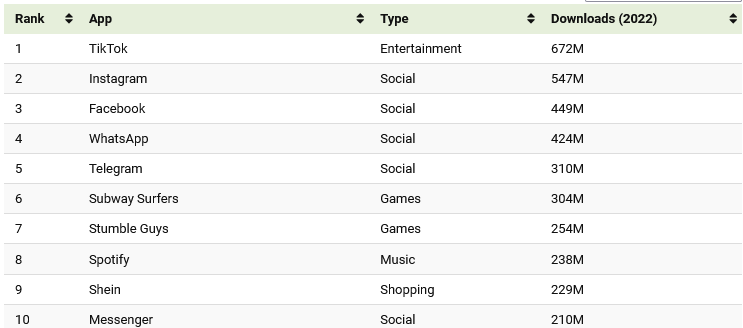 Rank App Type Downloads (2022)
1 TikTok Entertainment 672M
2 Instagram Social 547M
3 Facebook Social 449M
4 WhatsApp Social 424M
5 Telegram Social 310M
6 Subway Surfers Games 304M
7 Stumble Guys Games 254M
8 Spotify Music 238M
9 Shein Shopping 229M
10 Messenger Social 210M